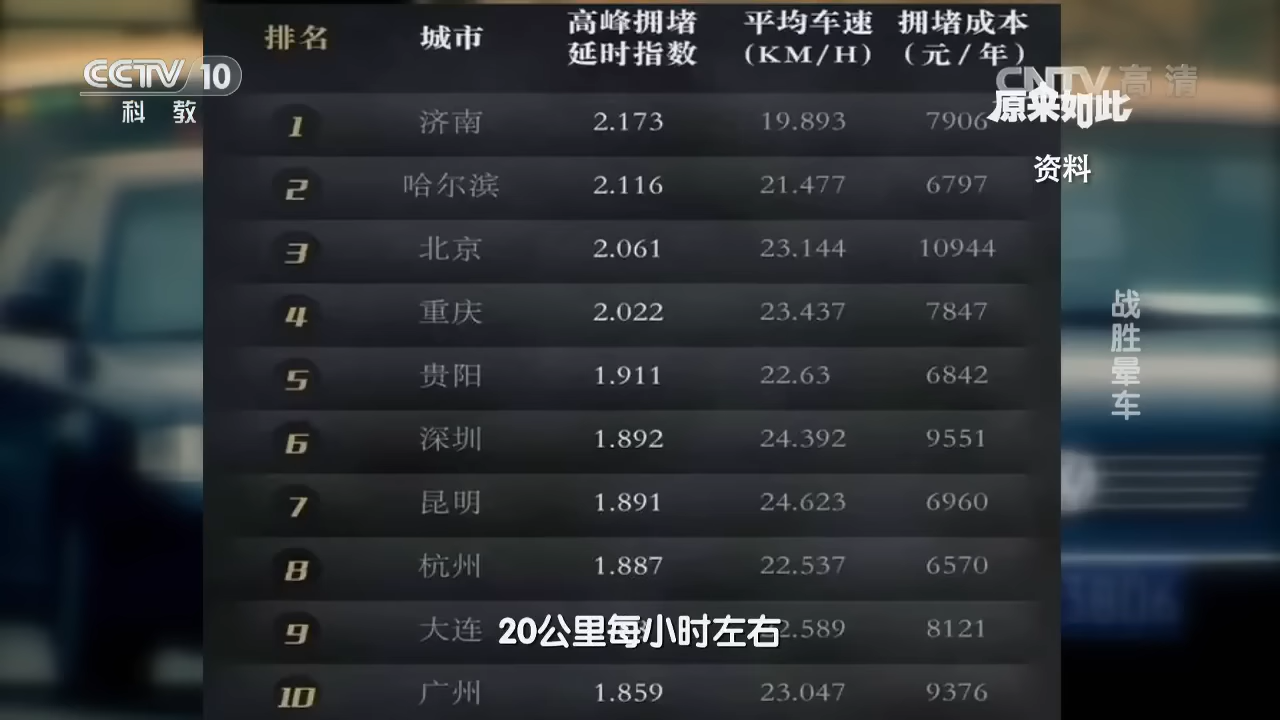 排名 城市 高峰拥堵延时指数 平均车速(KM/H) 拥堵成本(元/年)
CCTV 10
科教
CNTV 高清
原来如此
资料
1 济南 2.173 19.893 7906
2 哈尔滨 2.116 21.477 6797
3 北京 2.061 23.144 10944
4 重庆 2.022 23.437 7847
5 贵阳 1.911 22.63 6842
6 深圳 1.892 24.392 9551
7 昆明 1.891 24.623 6960
8 杭州 1.887 22.537 6570
9 大连 2.589 8121
10 广州 1.859 23.047 9376
战胜晕车
20公里每小时左右